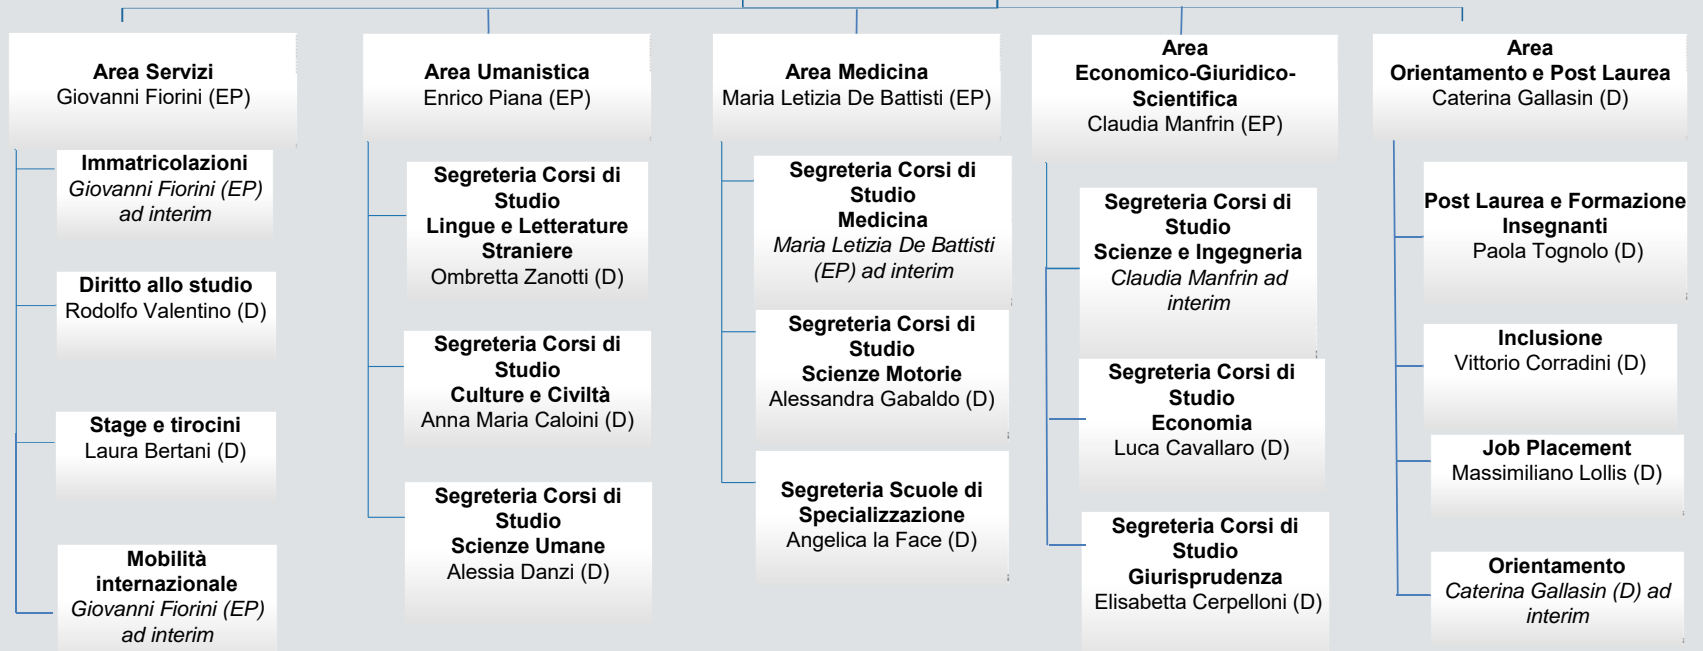 Area Servizi
Giovanni Fiorini (EP)
Immatricolazioni
Giovanni Fiorini (EP)
ad interim
Diritto allo studio
Rodolfo Valentino (D)
Stage e tirocini
Laura Bertani (D)
Mobilità
internazionale
Giovanni Fiorini (EP)
ad interim
Area Umanistica
Enrico Piana (EP)
Segreteria Corsi di
Studio
Lingue e Letterature
Straniere
Ombretta Zanotti (D)
Segreteria Corsi di
Studio
Culture e Civiltà
Anna Maria Caloini (D)
Segreteria Corsi di
Studio
Scienze Umane
Alessia Danzi (D)
Area Medicina
Maria Letizia De Battisti (EP)
Segreteria Corsi di
Studio
Medicina
Maria Letizia De Battisti
(EP) ad interim
Segreteria Corsi di
Studio
Scienze Motorie
Alessandra Gabaldo (D)
Segreteria Scuole di
Specializzazione
Angelica la Face (D)
Area
Economico-Giuridico-
Scientifica
Claudia Manfrin (EP)
Segreteria Corsi di
Studio
Scienze e Ingegneria
Claudia Manfrin ad
interim
Segreteria Corsi di
Studio
Economia
Luca Cavallaro (D)
Segreteria Corsi di
Studio
Giurisprudenza
Elisabetta Cerpelloni (D)
Area
Orientamento e Post Laurea
Caterina Gallasin (D)
Post Laurea e Formazione
Insegnanti
Paola Tognolo (D)
Inclusione
Vittorio Corradini (D)
Job Placement
Massimiliano Lollis (D)
Orientamento
Caterina Gallasin (D) ad
interim